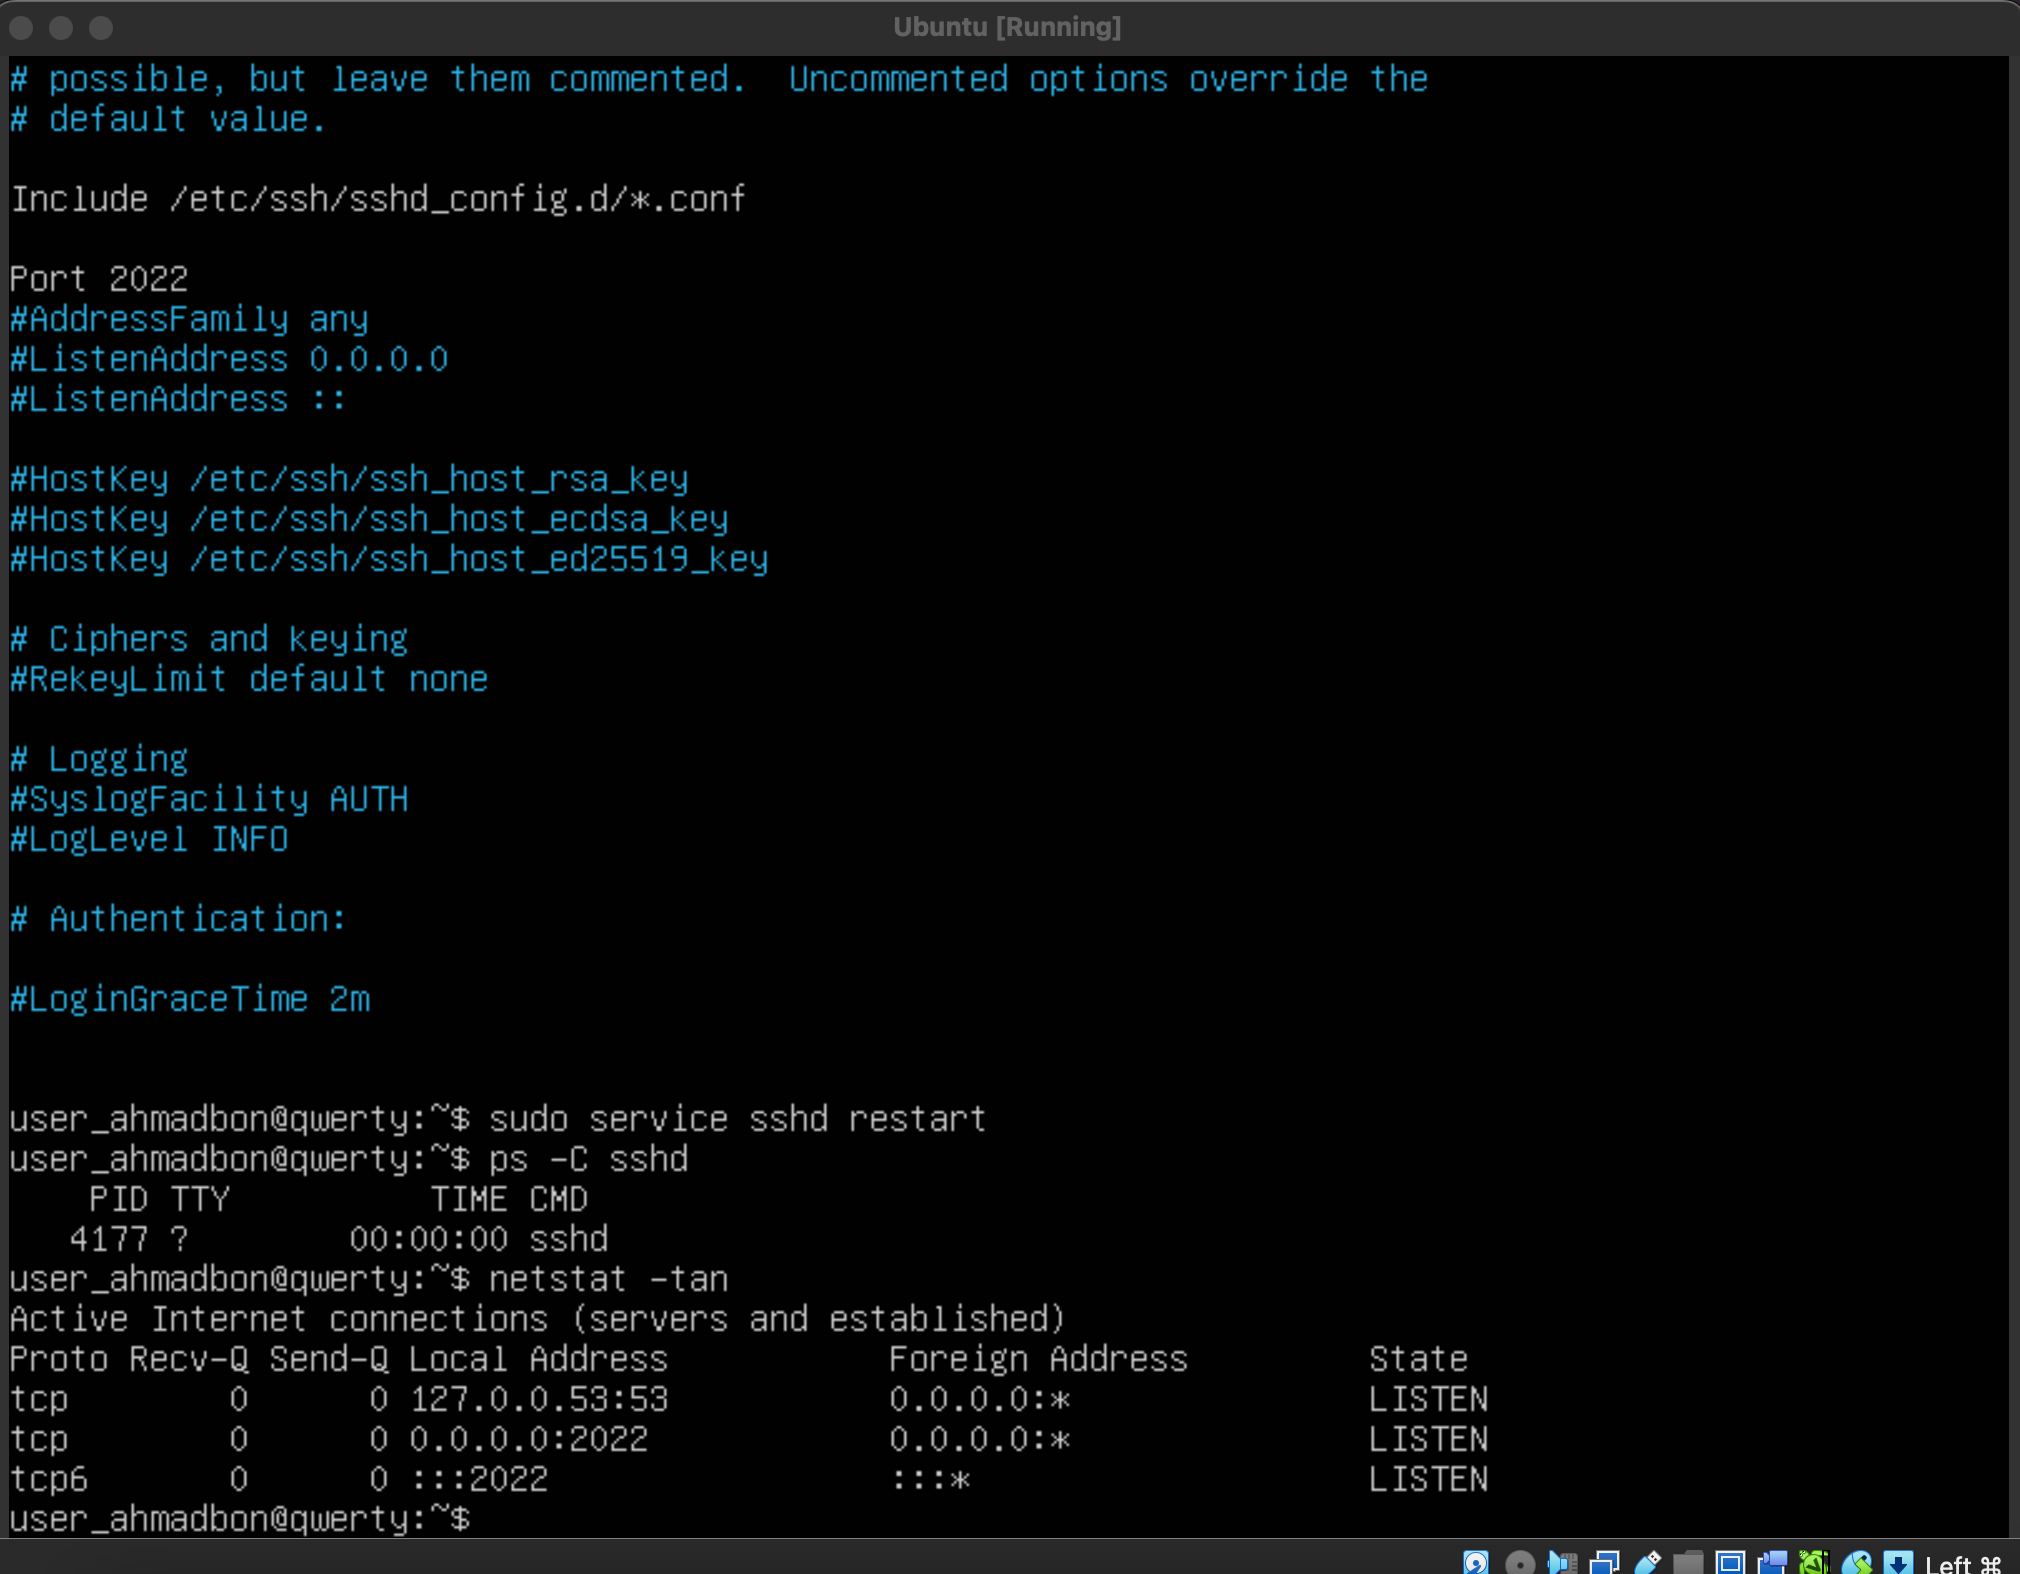 Ubuntu [Running]
# possible, but leave them commented.  Uncommented options override the
# default value.
Include /etc/ssh/sshd_config.d/*.conf
Port 2022
#AddressFamily any
#ListenAddress 0.0.0.0
#ListenAddress ::
#HostKey /etc/ssh/ssh_host_rsa_key
#HostKey /etc/ssh/ssh_host_ecdsa_key
#HostKey /etc/ssh/ssh_host_ed25519_key
# Ciphers and keying
#RekeyLimit default none
# Logging
#SyslogFacility AUTH
#LogLevel INFO
# Authentication:
#LoginGraceTime 2m
user_ahmadbon@qwerty:~$ sudo service sshd restart
user_ahmadbon@qwerty:~$ ps -C sshd
    PID TTY          TIME CMD
   4177 ?        00:00:00 sshd
user_ahmadbon@qwerty:~$ netstat -tan
Active Internet connections (servers and established)
Proto Recv-Q Send-Q Local Address           Foreign Address         State
tcp        0      0 127.0.0.53:53           0.0.0.0:*               LISTEN
tcp        0      0 0.0.0.0:2022            0.0.0.0:*               LISTEN
tcp6       0      0 :::2022                 :::*                    LISTEN
user_ahmadbon@qwerty:~$
Left ⌘